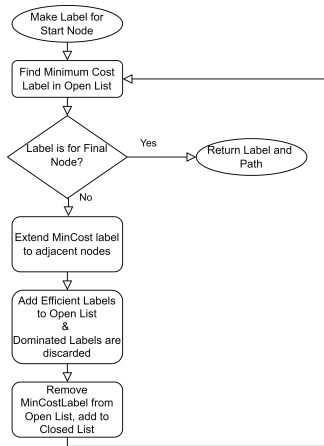 Make Label for
Start Node
Find Minimum Cost
Label in Open List
Label is for Final
Node?
Yes
Return Label and
Path
No
Extend MinCost label
to adjacent nodes
Add Efficient Labels
to Open List
&
Dominated Labels are
discarded
Remove
MinCostLabel from
Open List, add to
Closed List